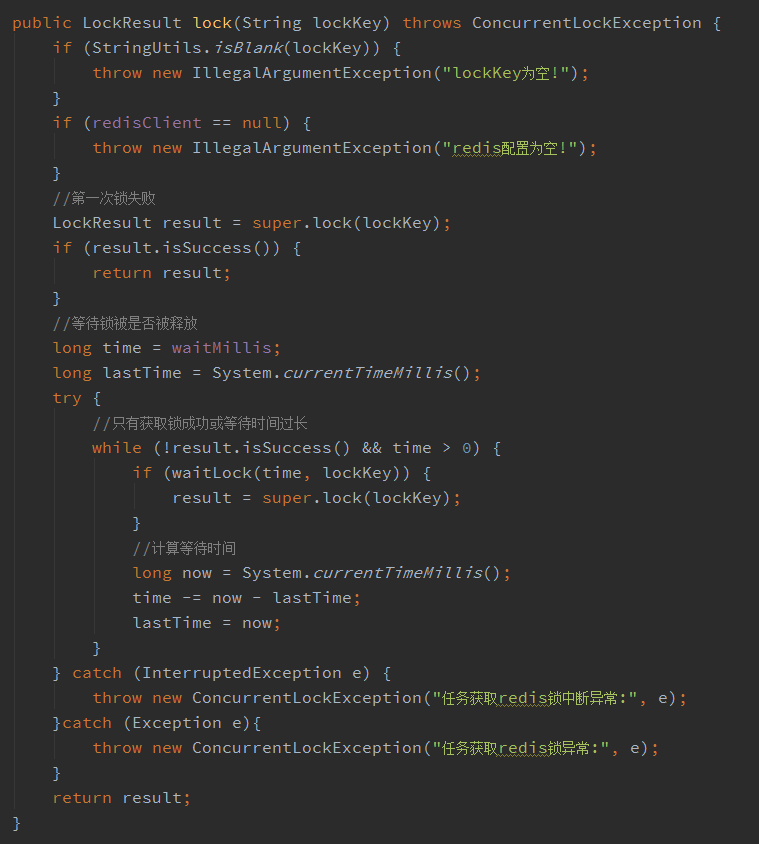 public LockResult lock(String lockKey) throws ConcurrentLockException {
    if (StringUtils.isBlank(lockKey)) {
        throw new IllegalArgumentException("lockKey为空!");
    }
    if (redisClient == null) {
        throw new IllegalArgumentException("redis配置为空!");
    }
    //第一次锁失败
    LockResult result = super.lock(lockKey);
    if (result.isSuccess()) {
        return result;
    }
    //等待锁被是否被释放
    long time = waitMillis;
    long lastTime = System.currentTimeMillis();
    try {
        //只有获取锁成功或等待时间过长
        while (!result.isSuccess() && time > 0) {
            if (waitLock(time, lockKey)) {
                result = super.lock(lockKey);
            }
            //计算等待时间
            long now = System.currentTimeMillis();
            time -= now - lastTime;
            lastTime = now;
        }
    } catch (InterruptedException e) {
        throw new ConcurrentLockException("任务获取redis锁中断异常:", e);
    }catch (Exception e){
        throw new ConcurrentLockException("任务获取redis锁异常:", e);
    }
    return result;
}